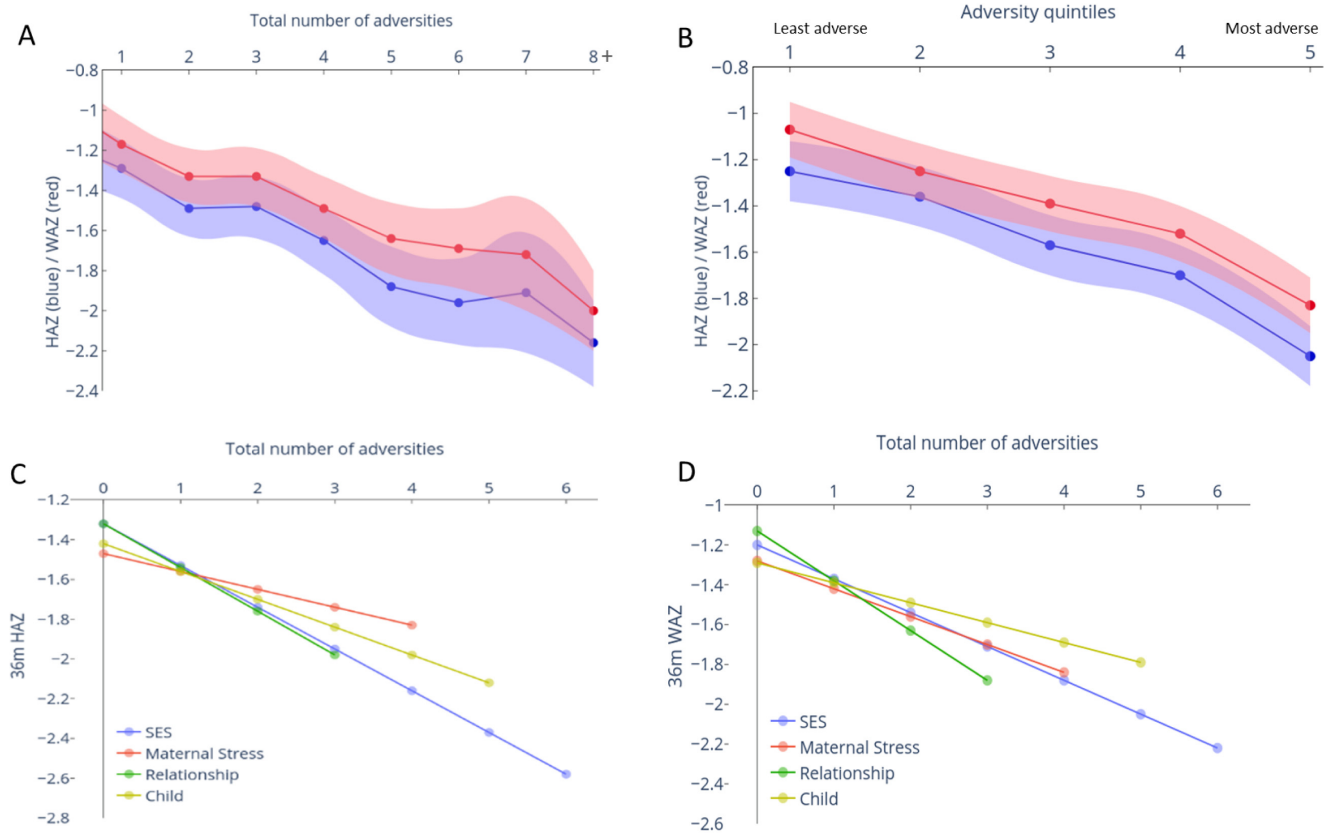 A
Total number of adversities
1 2 3 4 5 6 7 8+
−0.8
−1
−1.2
−1.4
−1.6
−1.8
−2
−2.2
−2.4
HAZ (blue) / WAZ (red)
B
Adversity quintiles
Least adverse Most adverse
1 2 3 4 5
−0.8
−1
−1.2
−1.4
−1.6
−1.8
−2
−2.2
HAZ (blue) / WAZ (red)
C
Total number of adversities
0 1 2 3 4 5 6
−1.2
−1.4
−1.6
−1.8
−2
−2.2
−2.4
−2.6
−2.8
36m HAZ
SES
Maternal Stress
Relationship
Child
D
Total number of adversities
0 1 2 3 4 5 6
−1
−1.2
−1.4
−1.6
−1.8
−2
−2.2
−2.4
−2.6
36m WAZ
SES
Maternal Stress
Relationship
Child